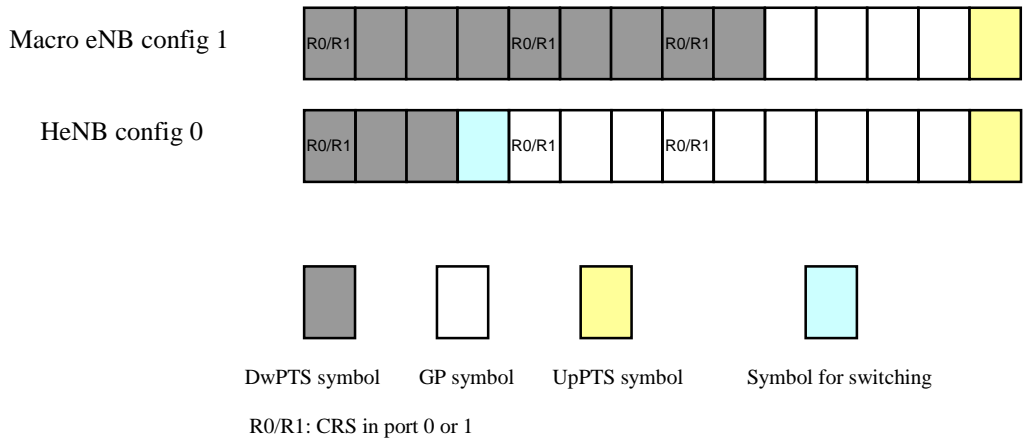 Macro eNB config 1
R0/R1 R0/R1 R0/R1
HeNB config 0
R0/R1 R0/R1 R0/R1
DwPTS symbol GP symbol UpPTS symbol Symbol for switching
R0/R1: CRS in port 0 or 1